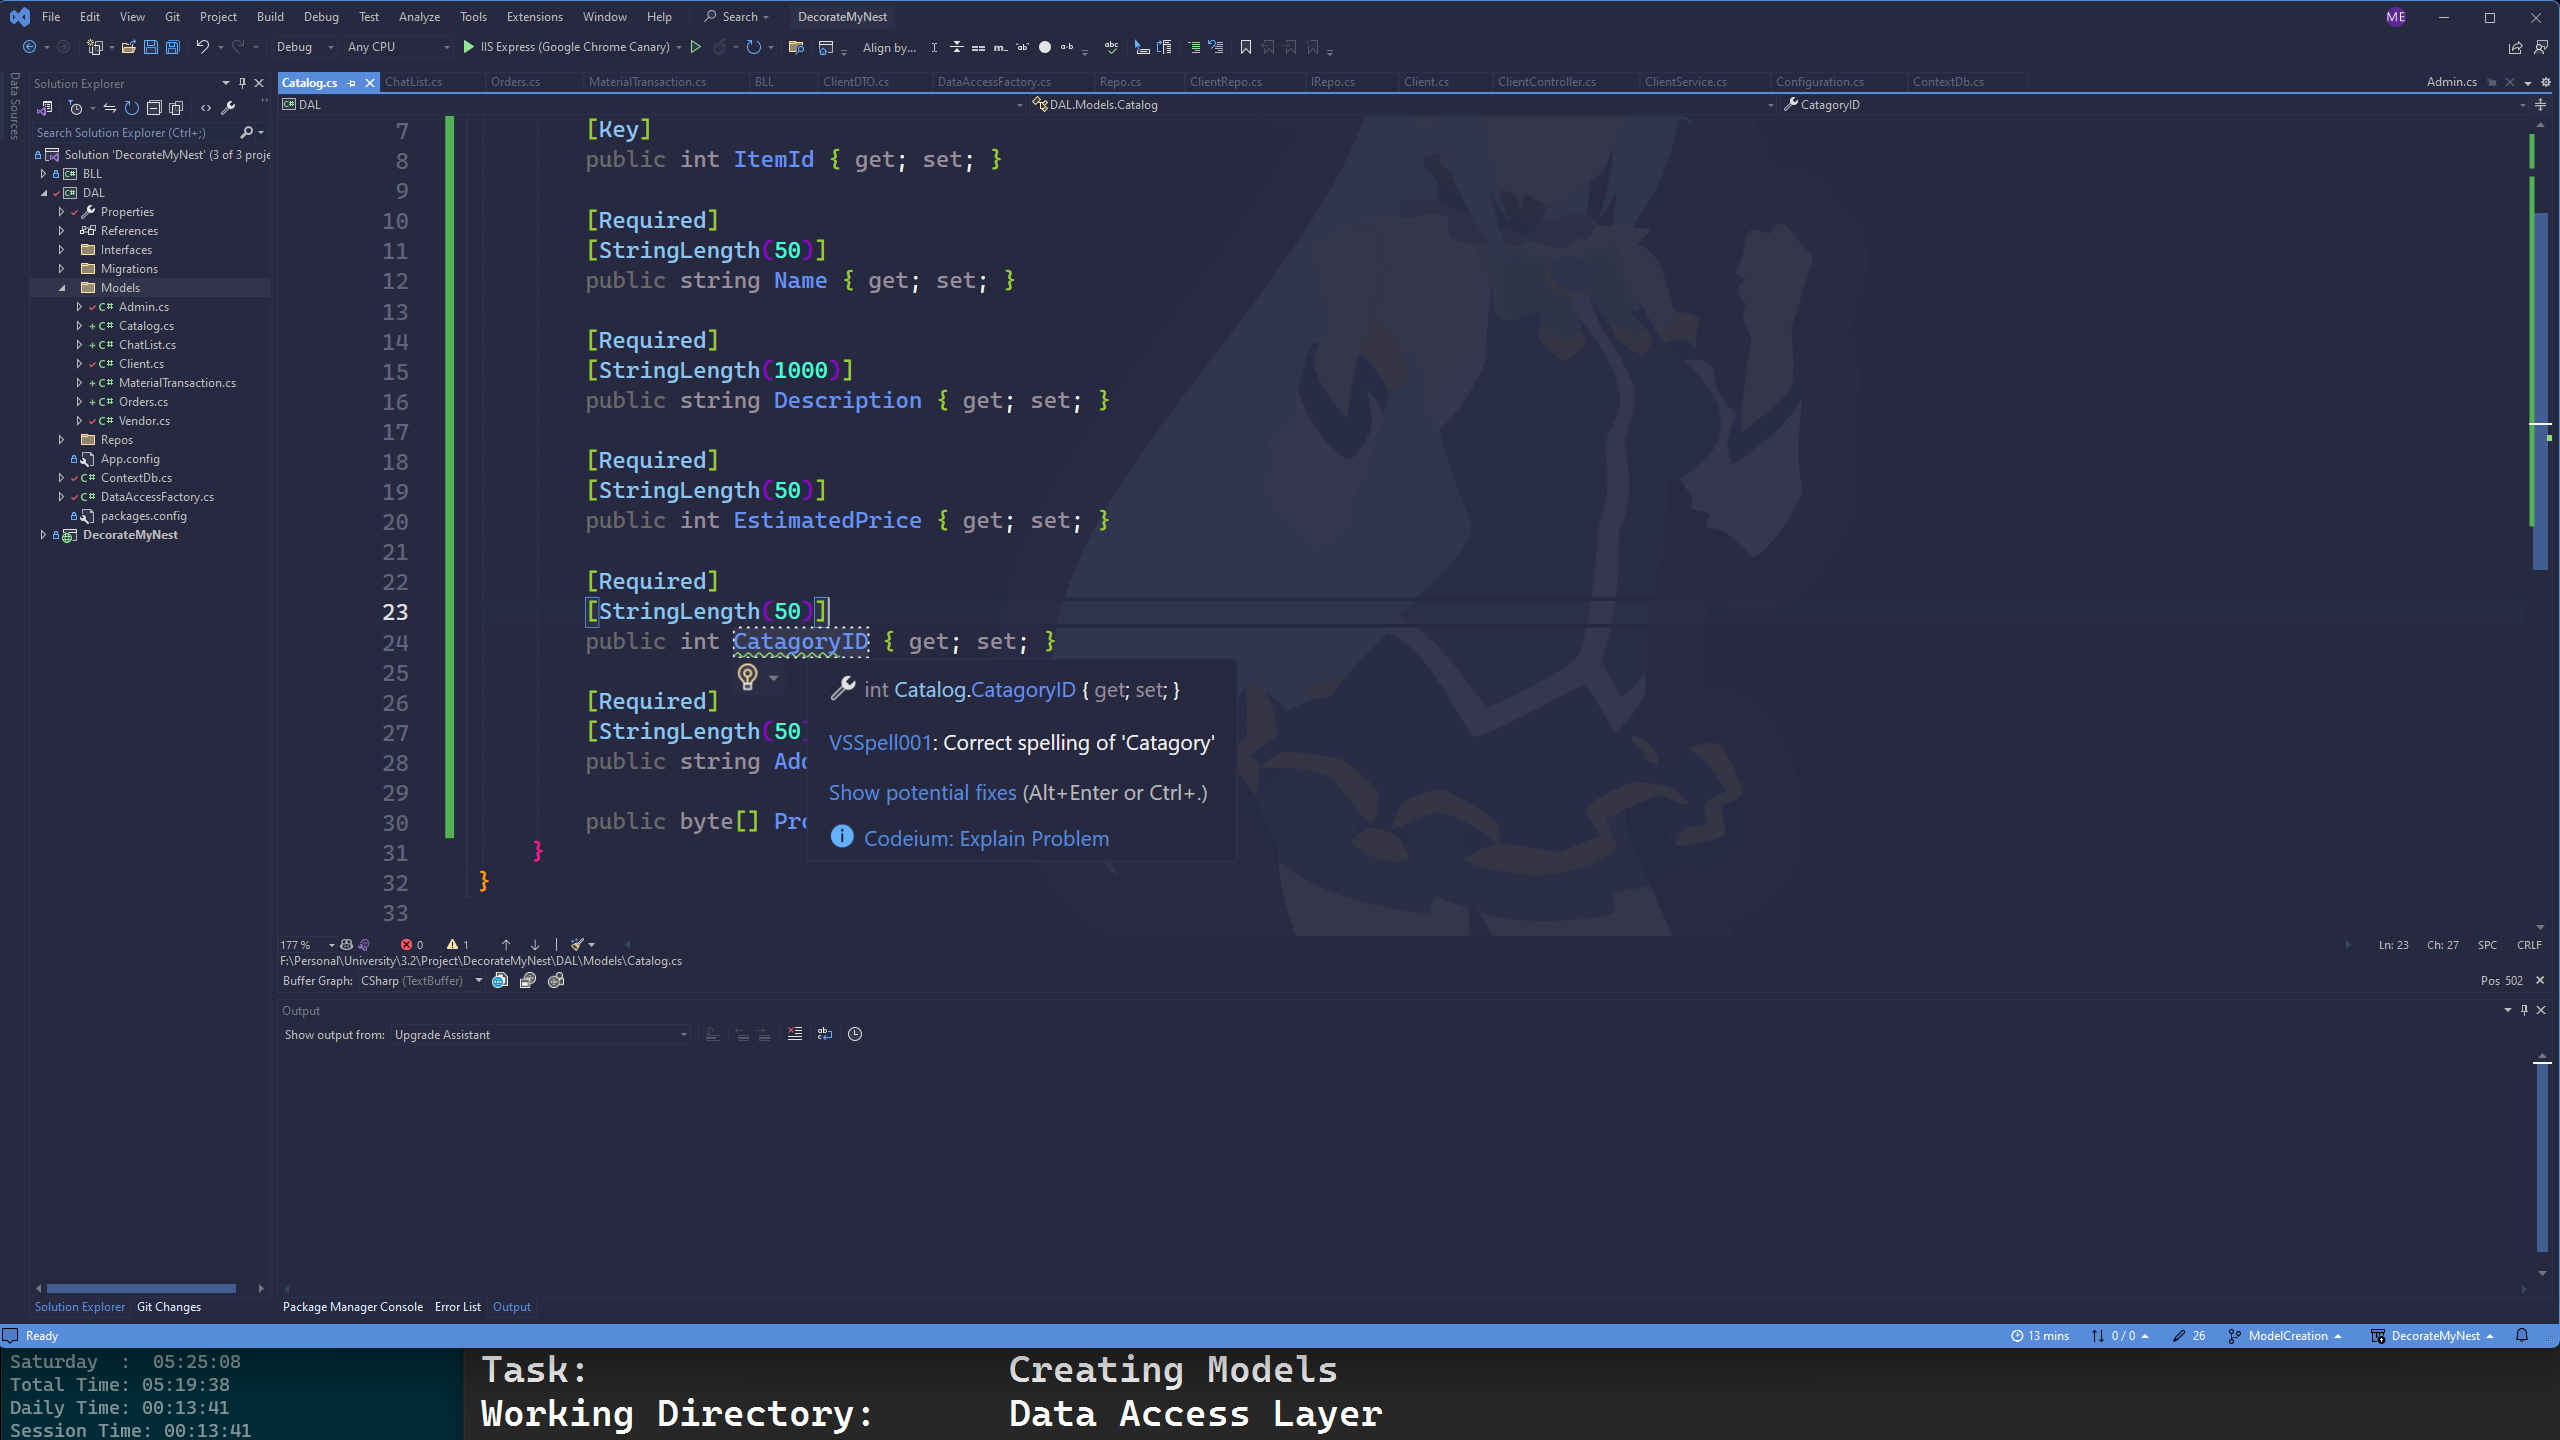 File Edit View Git Project Build Debug Test Analyze Tools Extensions Window Help Search DecorateMyNest ME
Debug Any CPU IIS Express (Google Chrome Canary) Align by...
Data Sources
Solution Explorer
Search Solution Explorer (Ctrl+;)
Solution 'DecorateMyNest' (3 of 3 proje
BLL
DAL
Properties
References
Interfaces
Migrations
Models
C# Admin.cs
C# Catalog.cs
C# ChatList.cs
C# Client.cs
C# MaterialTransaction.cs
C# Orders.cs
C# Vendor.cs
Repos
App.config
C# ContextDb.cs
C# DataAccessFactory.cs
packages.config
DecorateMyNest
Solution Explorer Git Changes
Catalog.cs ChatList.cs Orders.cs MaterialTransaction.cs BLL ClientDTO.cs DataAccessFactory.cs Repo.cs ClientRepo.cs IRepo.cs Client.cs ClientController.cs ClientService.cs Configuration.cs ContextDb.cs Admin.cs
DAL DAL.Models.Catalog CatagoryID
7 [Key]
8 public int ItemId { get; set; }
9
10 [Required]
11 [StringLength(50)]
12 public string Name { get; set; }
13
14 [Required]
15 [StringLength(1000)]
16 public string Description { get; set; }
17
18 [Required]
19 [StringLength(50)]
20 public int EstimatedPrice { get; set; }
21
22 [Required]
23 [StringLength(50)]
24 public int CatagoryID { get; set; }
25
26 [Required]
27 [StringLength(50
28 public string Add
29
30 public byte[] Pro
31 }
32 }
33
int Catalog.CatagoryID { get; set; }
VSSpell001: Correct spelling of 'Catagory'
Show potential fixes (Alt+Enter or Ctrl+.)
Codeium: Explain Problem
177 % 0 1 Ln: 23 Ch: 27 SPC CRLF
F:\Personal\University\3.2\Project\DecorateMyNest\DAL\Models\Catalog.cs
Buffer Graph: CSharp (TextBuffer) Pos 502
Output
Show output from: Upgrade Assistant
Package Manager Console Error List Output
Ready 13 mins 0 / 0 26 ModelCreation DecorateMyNest
Saturday : 05:25:08
Total Time: 05:19:38
Daily Time: 00:13:41
Session Time: 00:13:41
Task: Creating Models
Working Directory: Data Access Layer